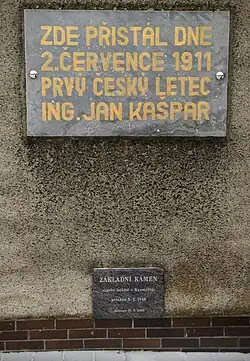 ZDE PŘISTÁL DNE
2.ČERVENCE 1911
PRVÝ ČESKÝ LETEC
ING.JAN KAŠPAR
ZÁKLADNÍ KÁMEN